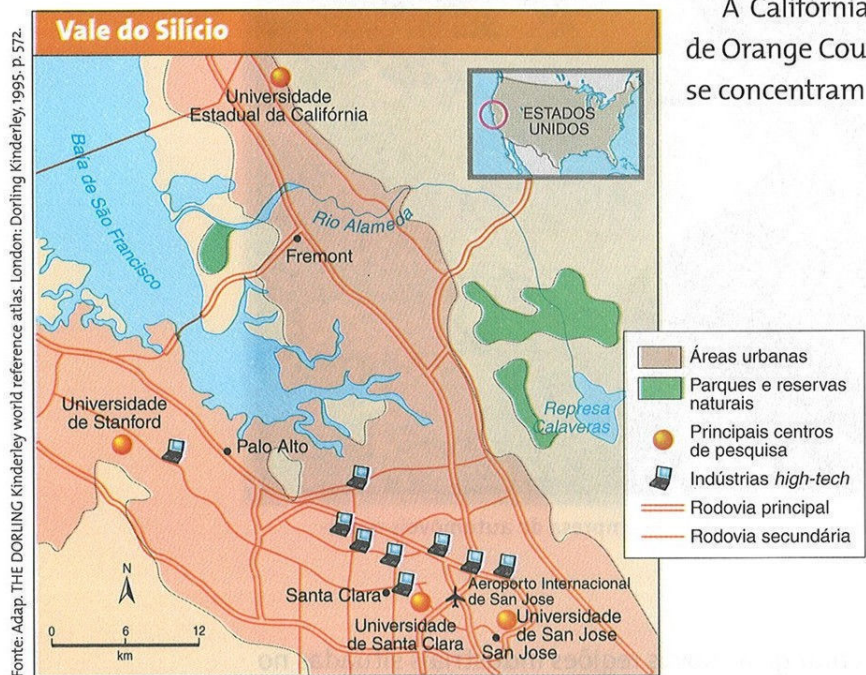 Vale do Silício
A Califórnia
de Orange Cou
se concentram
Fonte: Adap. THE DORLING Kinderley world reference atlas. London: Dorling Kinderley, 1995. p. 572.
Universidade
Estadual da Califórnia
ESTADOS
UNIDOS
Baía de São Francisco
Rio Alameda
Fremont
Áreas urbanas
Parques e reservas
naturais
Principais centros
de pesquisa
Indústrias high-tech
Rodovia principal
Rodovia secundária
Represa
Calaveras
Universidade
de Stanford
Palo Alto
Santa Clara
Aeroporto Internacional
de San Jose
Universidade
de Santa Clara
Universidade
de San Jose
San Jose
N
0 6 12
km